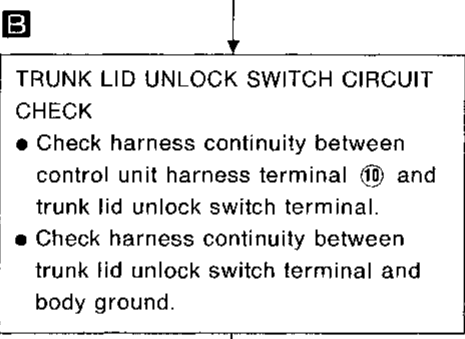 B
TRUNK LID UNLOCK SWITCH CIRCUIT
CHECK
● Check harness continuity between
control unit harness terminal ⑩ and
trunk lid unlock switch terminal.
● Check harness continuity between
trunk lid unlock switch terminal and
body ground.